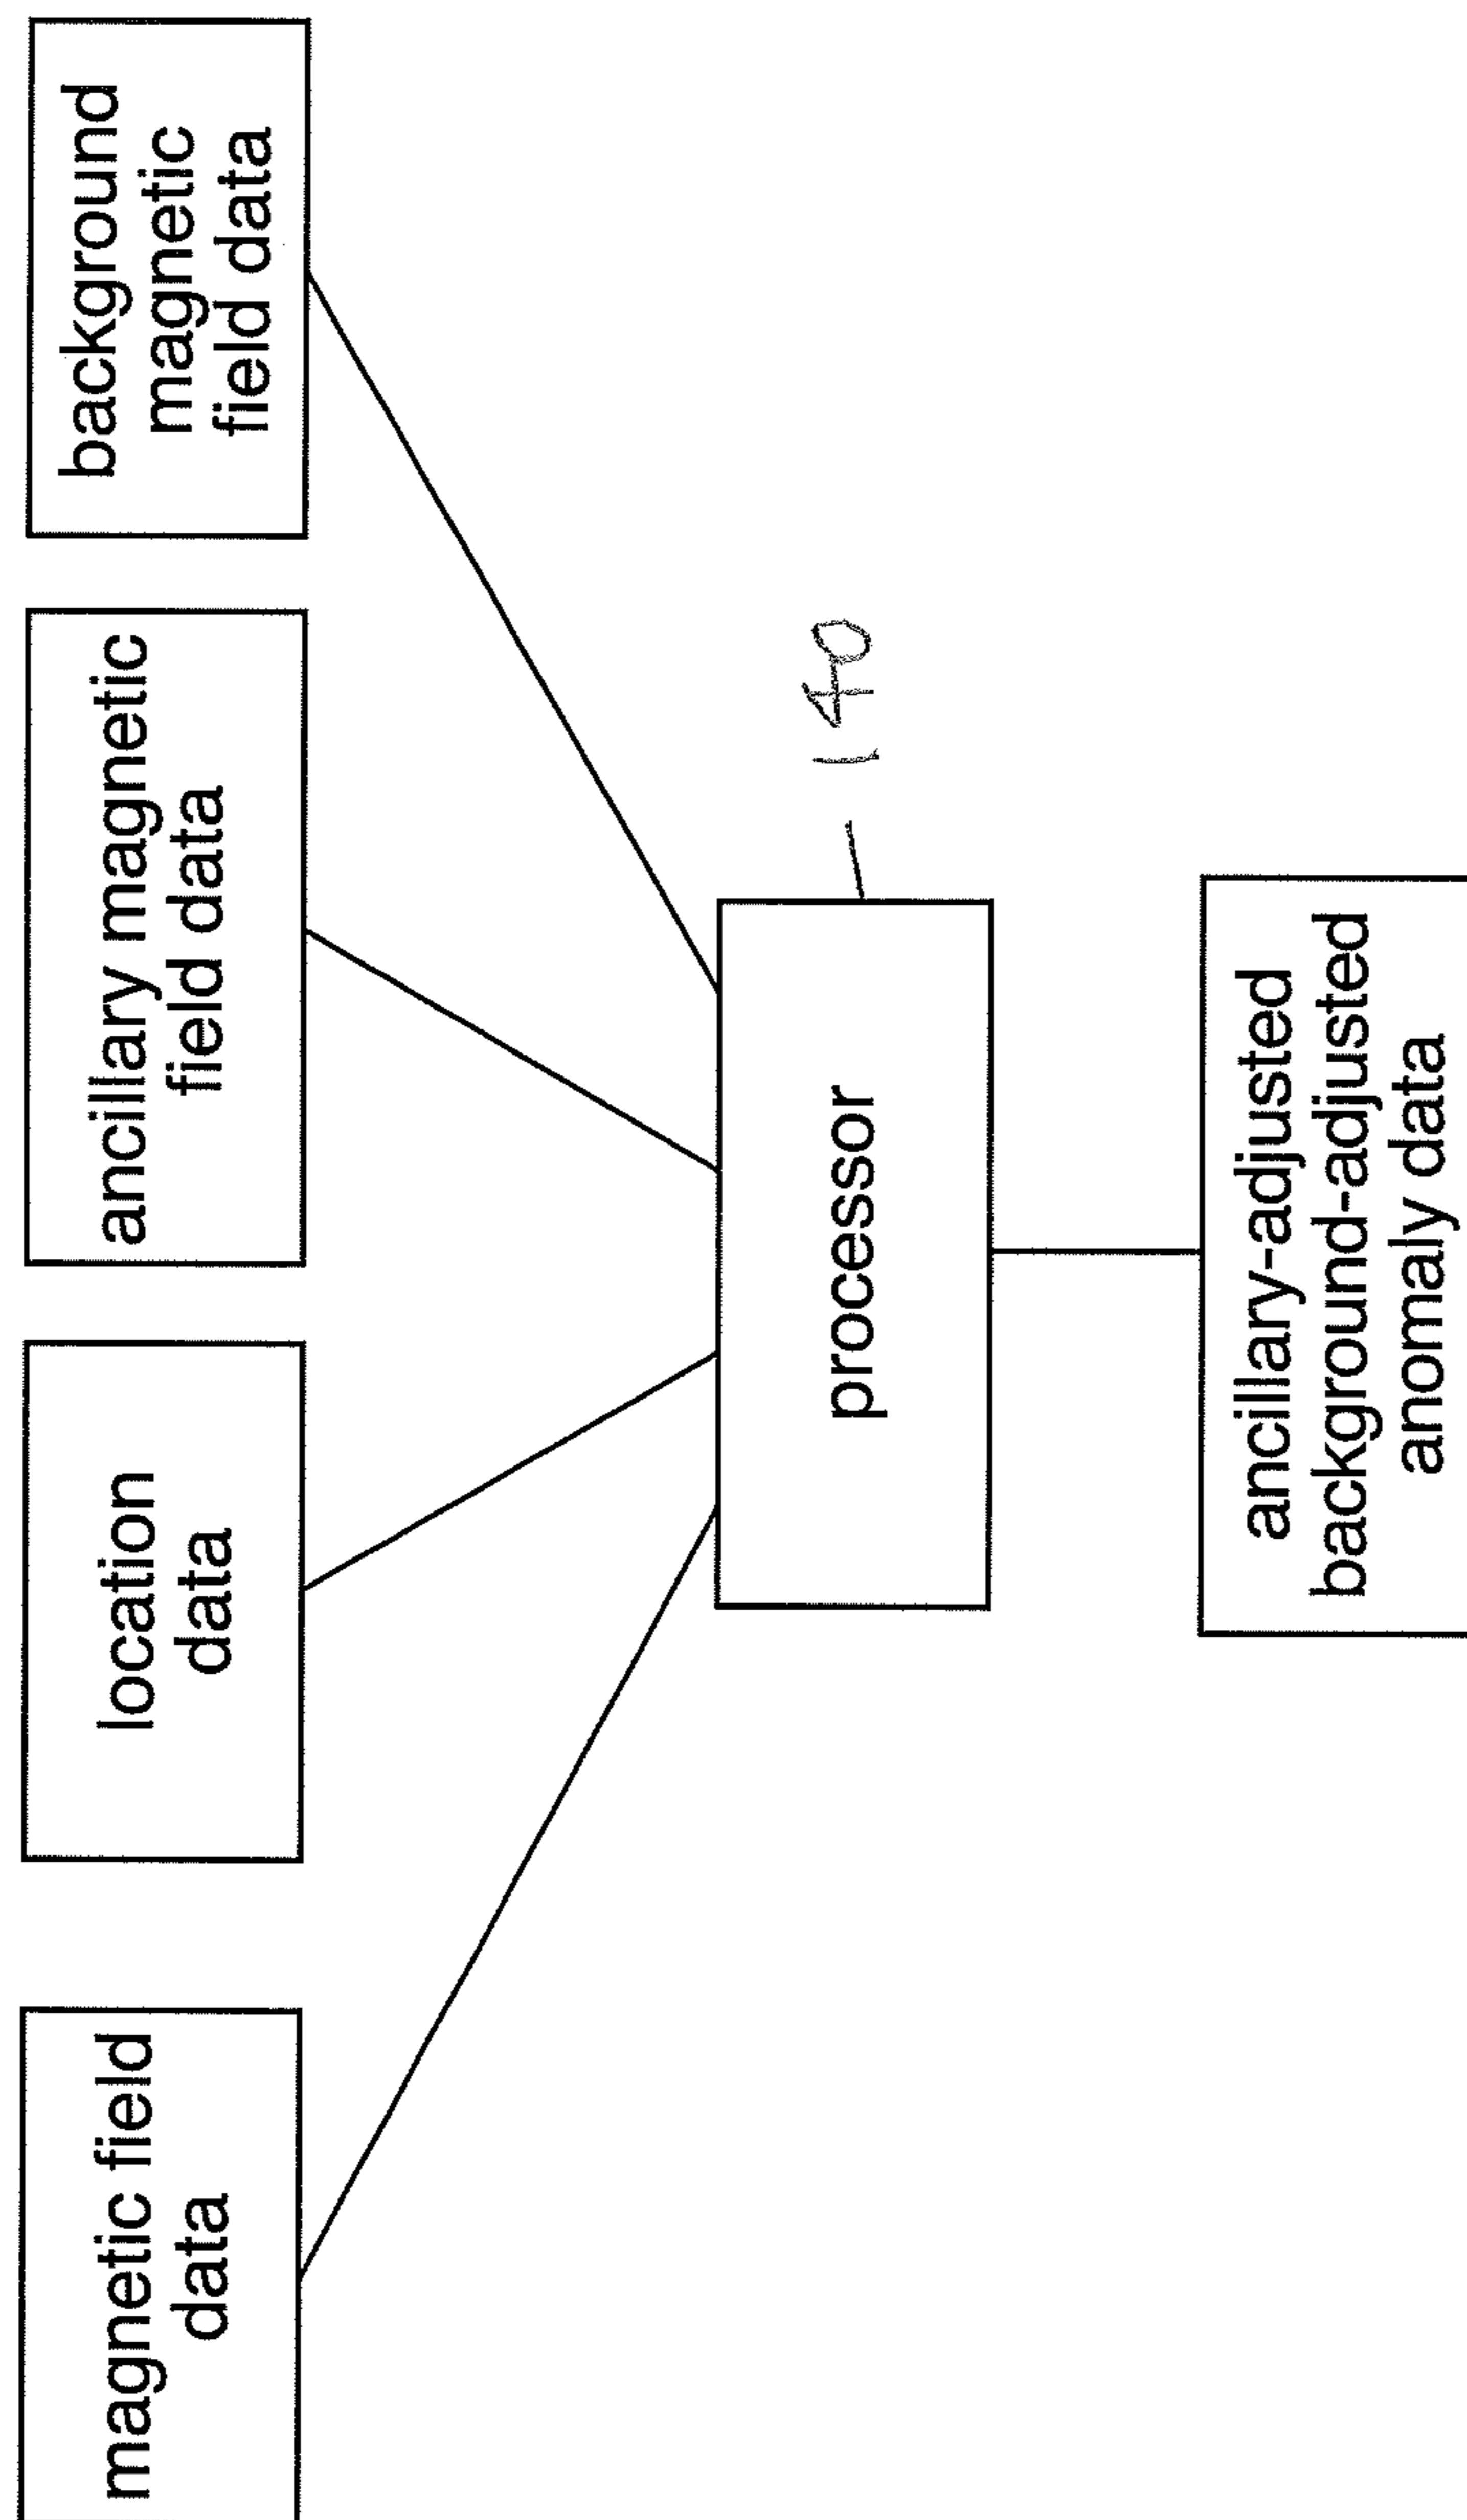 magnetic field
data
location
data
ancillary magnetic
field data
background
magnetic
field data
processor
140
ancillary-adjusted
background-adjusted
anomaly data